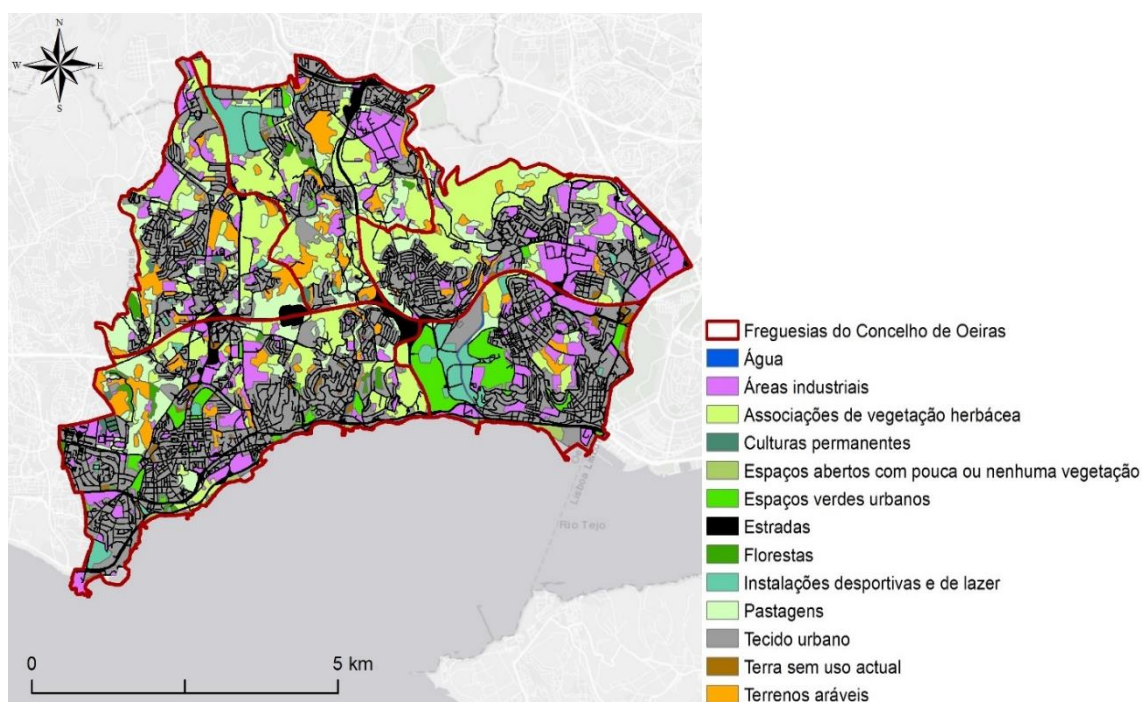 N
W E
S
Freguesias do Concelho de Oeiras
Água
Áreas industriais
Associações de vegetação herbácea
Culturas permanentes
Espaços abertos com pouca ou nenhuma vegetação
Espaços verdes urbanos
Estradas
Florestas
Instalações desportivas e de lazer
Pastagens
Tecido urbano
Terra sem uso actual
Terrenos aráveis
Rio Tejo
0 5 km